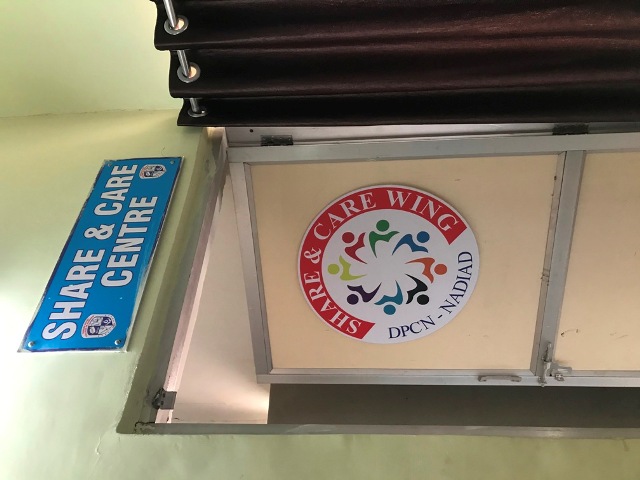 SHARE & CARE
CENTRE
SHARE & CARE WING
DPCN - NADIAD